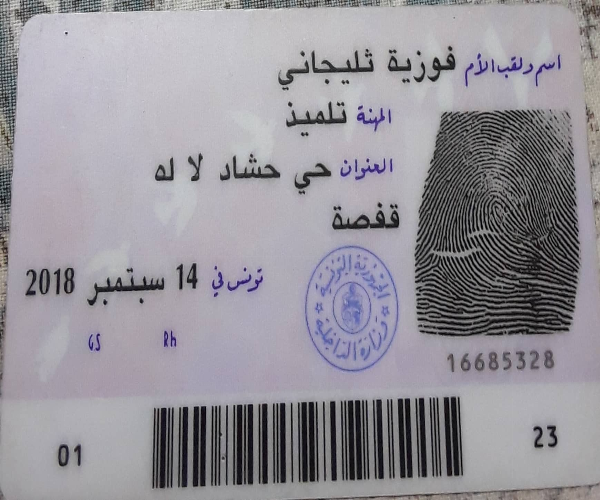 اسم ولقب الأم فوزية ثليجاني
المهنة تلميذ
العنوان حي حشاد لا له
قفصة
تونس في 14 سبتمبر 2018
GS Rh
الجمهورية التونسية
وزارة الداخلية
16685328
01 23